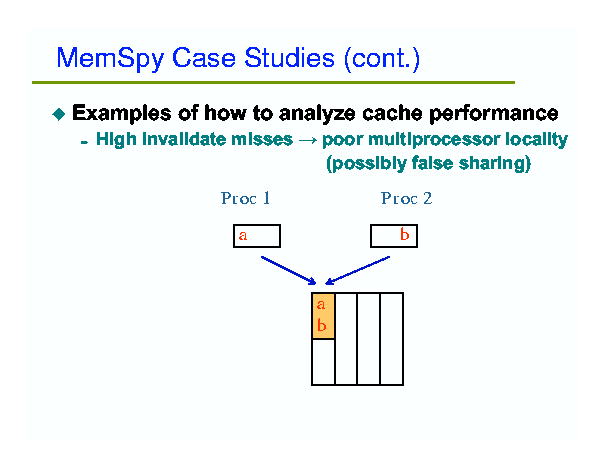 MemSpy Case Studies (cont.)
◆ Examples of how to analyze cache performance
- High invalidate misses → poor multiprocessor locality
(possibly false sharing)
Proc 1 Proc 2
a b
a
b